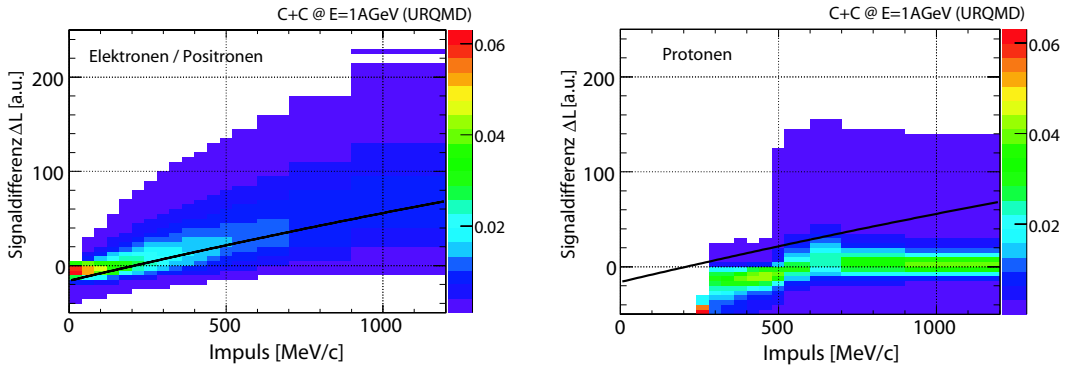 C+C @ E=1AGeV (URQMD)
Elektronen / Positronen
Signaldifferenz ΔL [a.u.]
200
100
0
0
500
1000
Impuls [MeV/c]
0.06
0.04
0.02
C+C @ E=1AGeV (URQMD)
Protonen
Signaldifferenz ΔL [a.u.]
200
100
0
0
500
1000
Impuls [MeV/c]
0.06
0.04
0.02